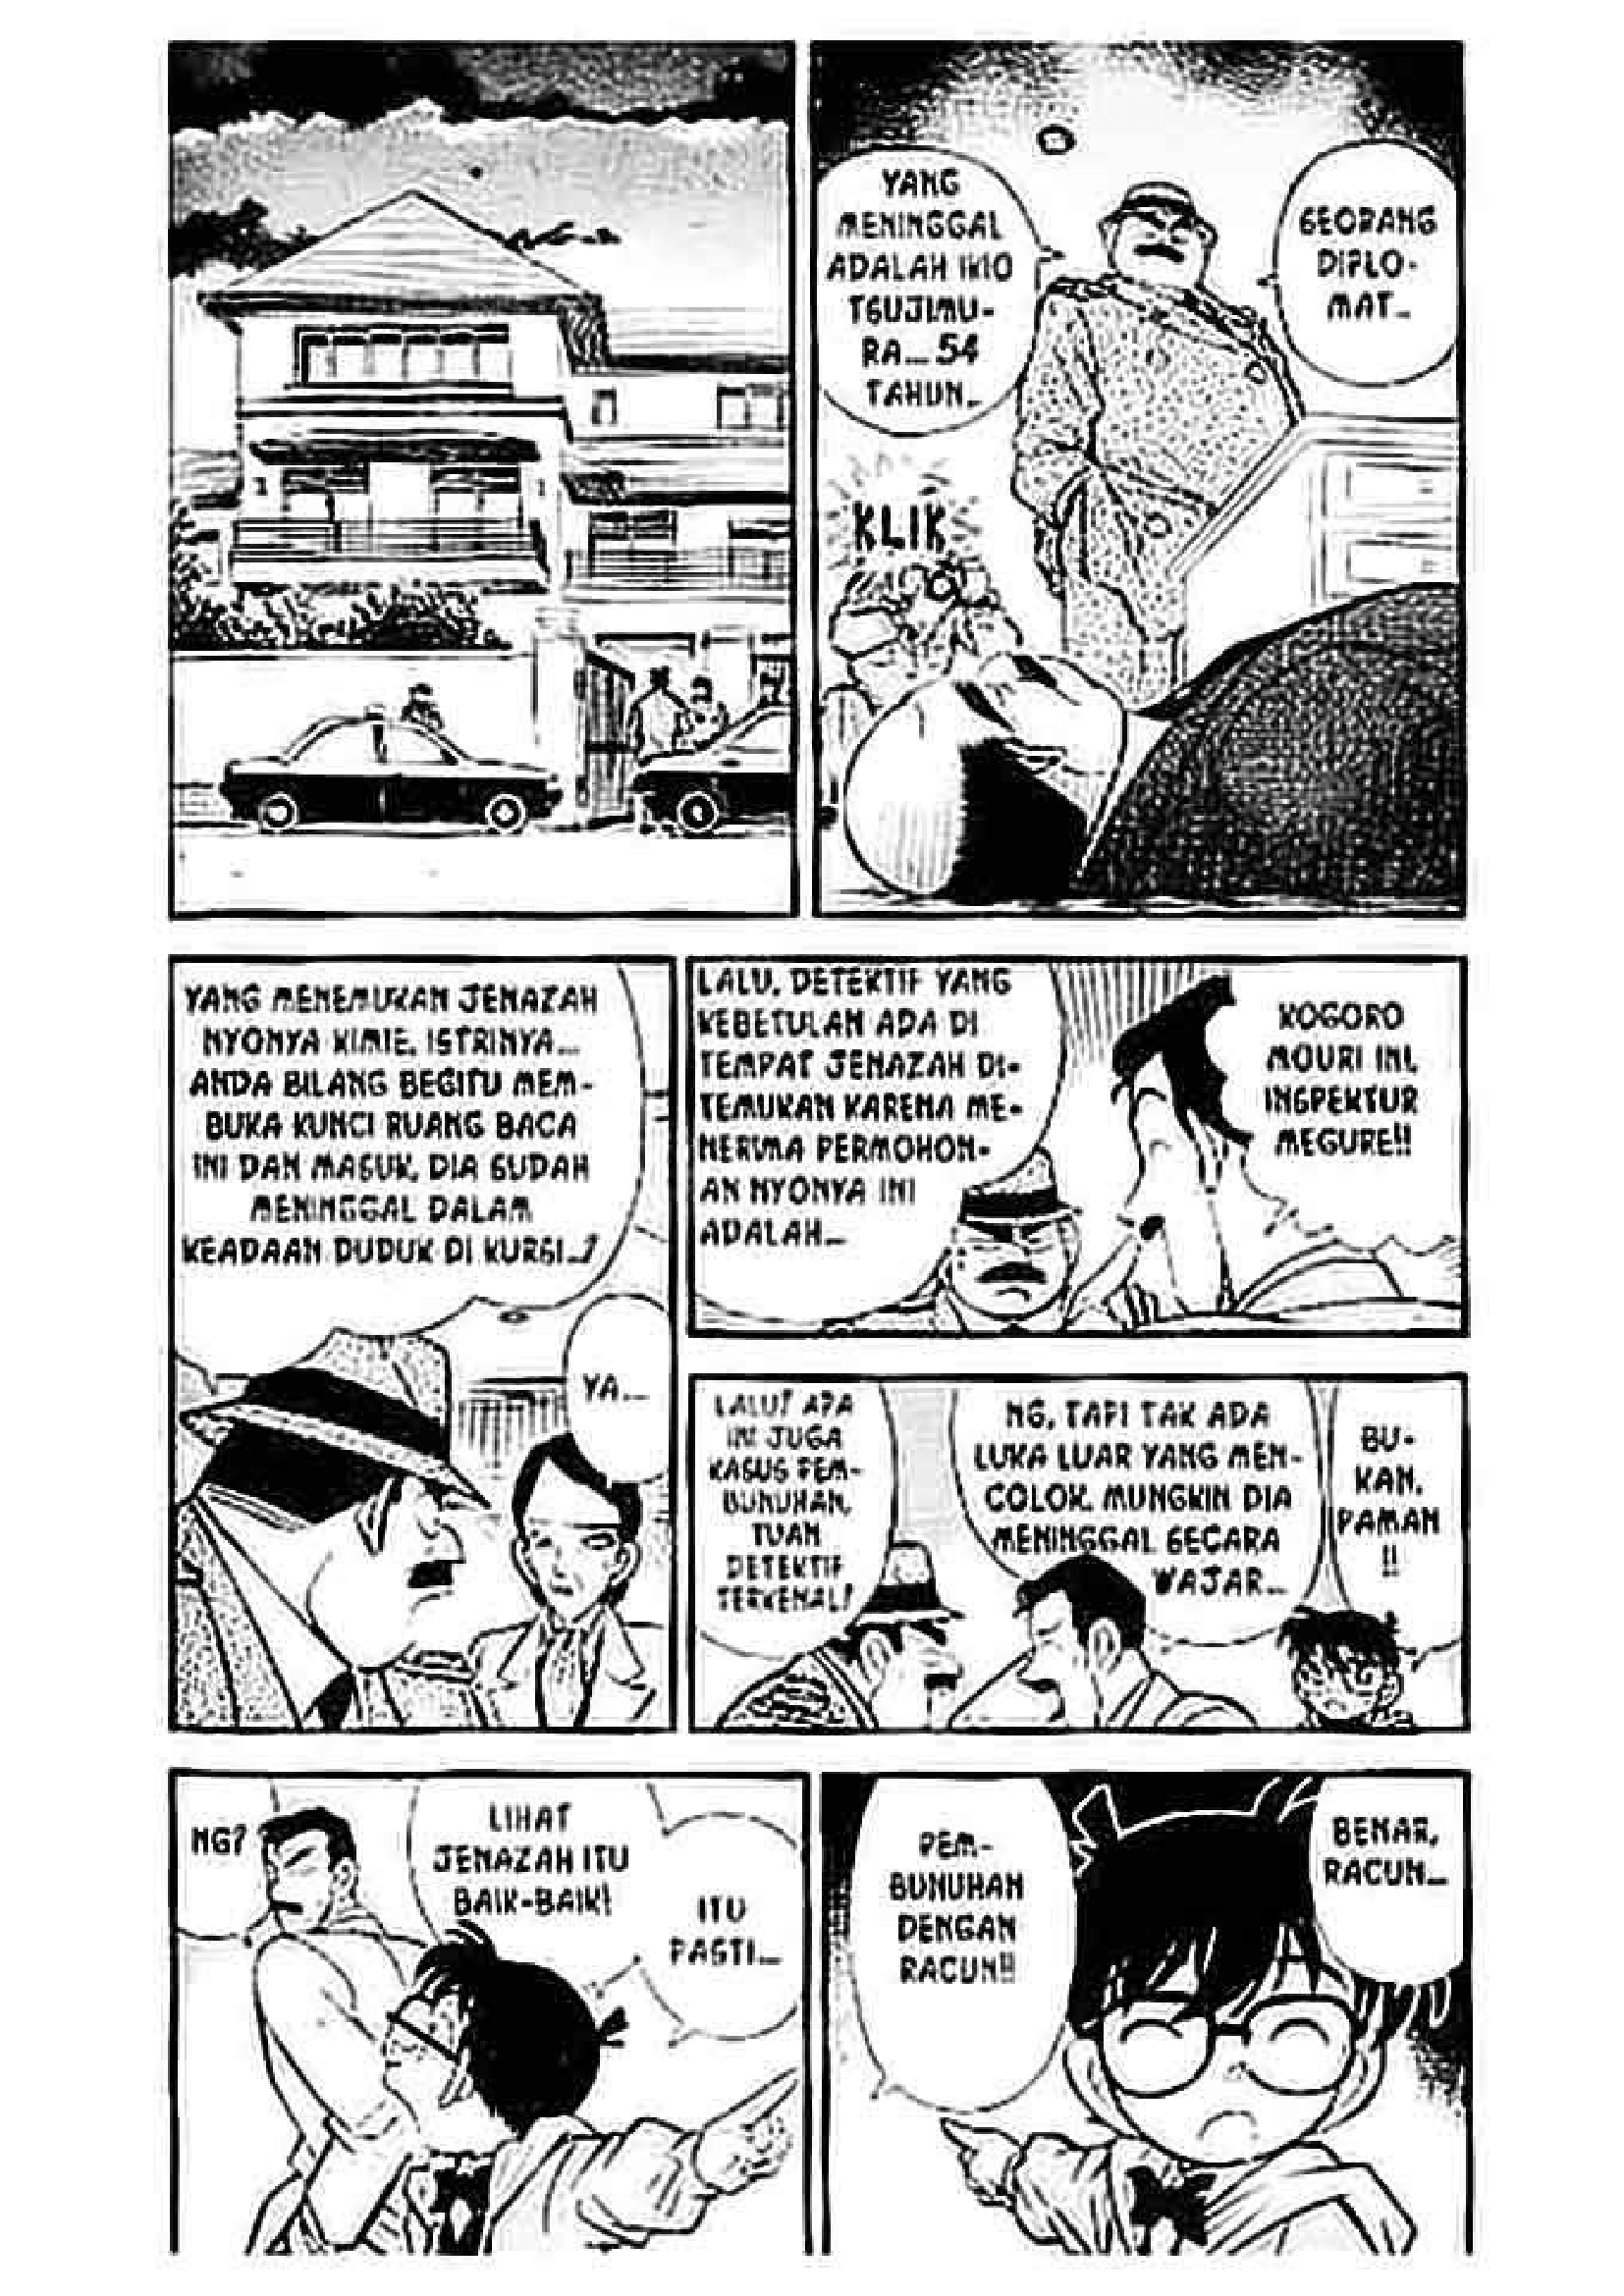 YANG
MENINGGAL
ADALAH IKIO
TSUJIMU-
RA... 54
TAHUN...
SEORANG
DIPLO-
MAT...
KLIK
YANG MENEMUKAN JENAZAH
NYONYA KIMIE, ISTRINYA...
ANDA BILANG BEGITU MEM-
BUKA KUNCI RUANG BACA
INI DAN MASUK, DIA SUDAH
MENINGGAL DALAM
KEADAAN DUDUK DI KURSI...?
YA...
LALU, DETEKTIF YANG
KEBETULAN ADA DI
TEMPAT JENAZAH DI-
TEMUKAN KARENA ME-
NERIMA PERMOHON-
AN NYONYA INI
ADALAH...
KOGORO
MOURI INI,
INSPEKTUR
MEGURE!!
LALU? APA
INI JUGA
KASUS PEM-
BUNUHAN,
TUAN
DETEKTIF
TERKENAL?
NG, TAPI TAK ADA
LUKA LUAR YANG MEN-
COLOK. MUNGKIN DIA
MENINGGAL SECARA
WAJAR...
BU-
KAN,
PAMAN
!!
NG?
LIHAT
JENAZAH ITU
BAIK-BAIK!
ITU
PASTI...
PEM-
BUNUHAN
DENGAN
RACUN!!
BENAR,
RACUN...